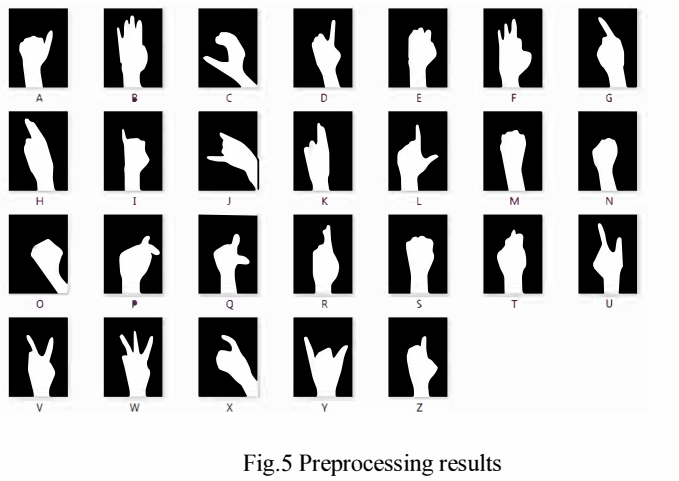 A B C D E F G
H I J K L M N
O P Q R S T U
V W X Y Z
Fig.5 Preprocessing results